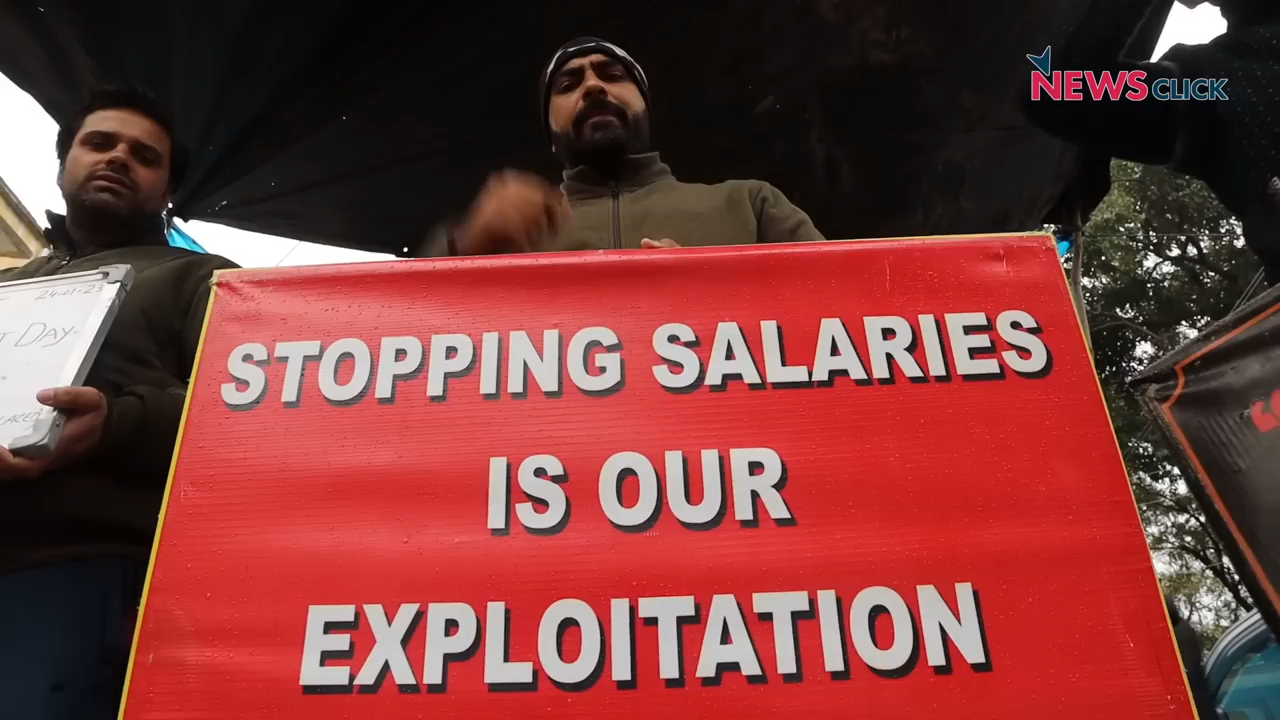 NEWSCLICK
24-01-23
T DAY
STOPPING SALARIES
IS OUR
EXPLOITATION